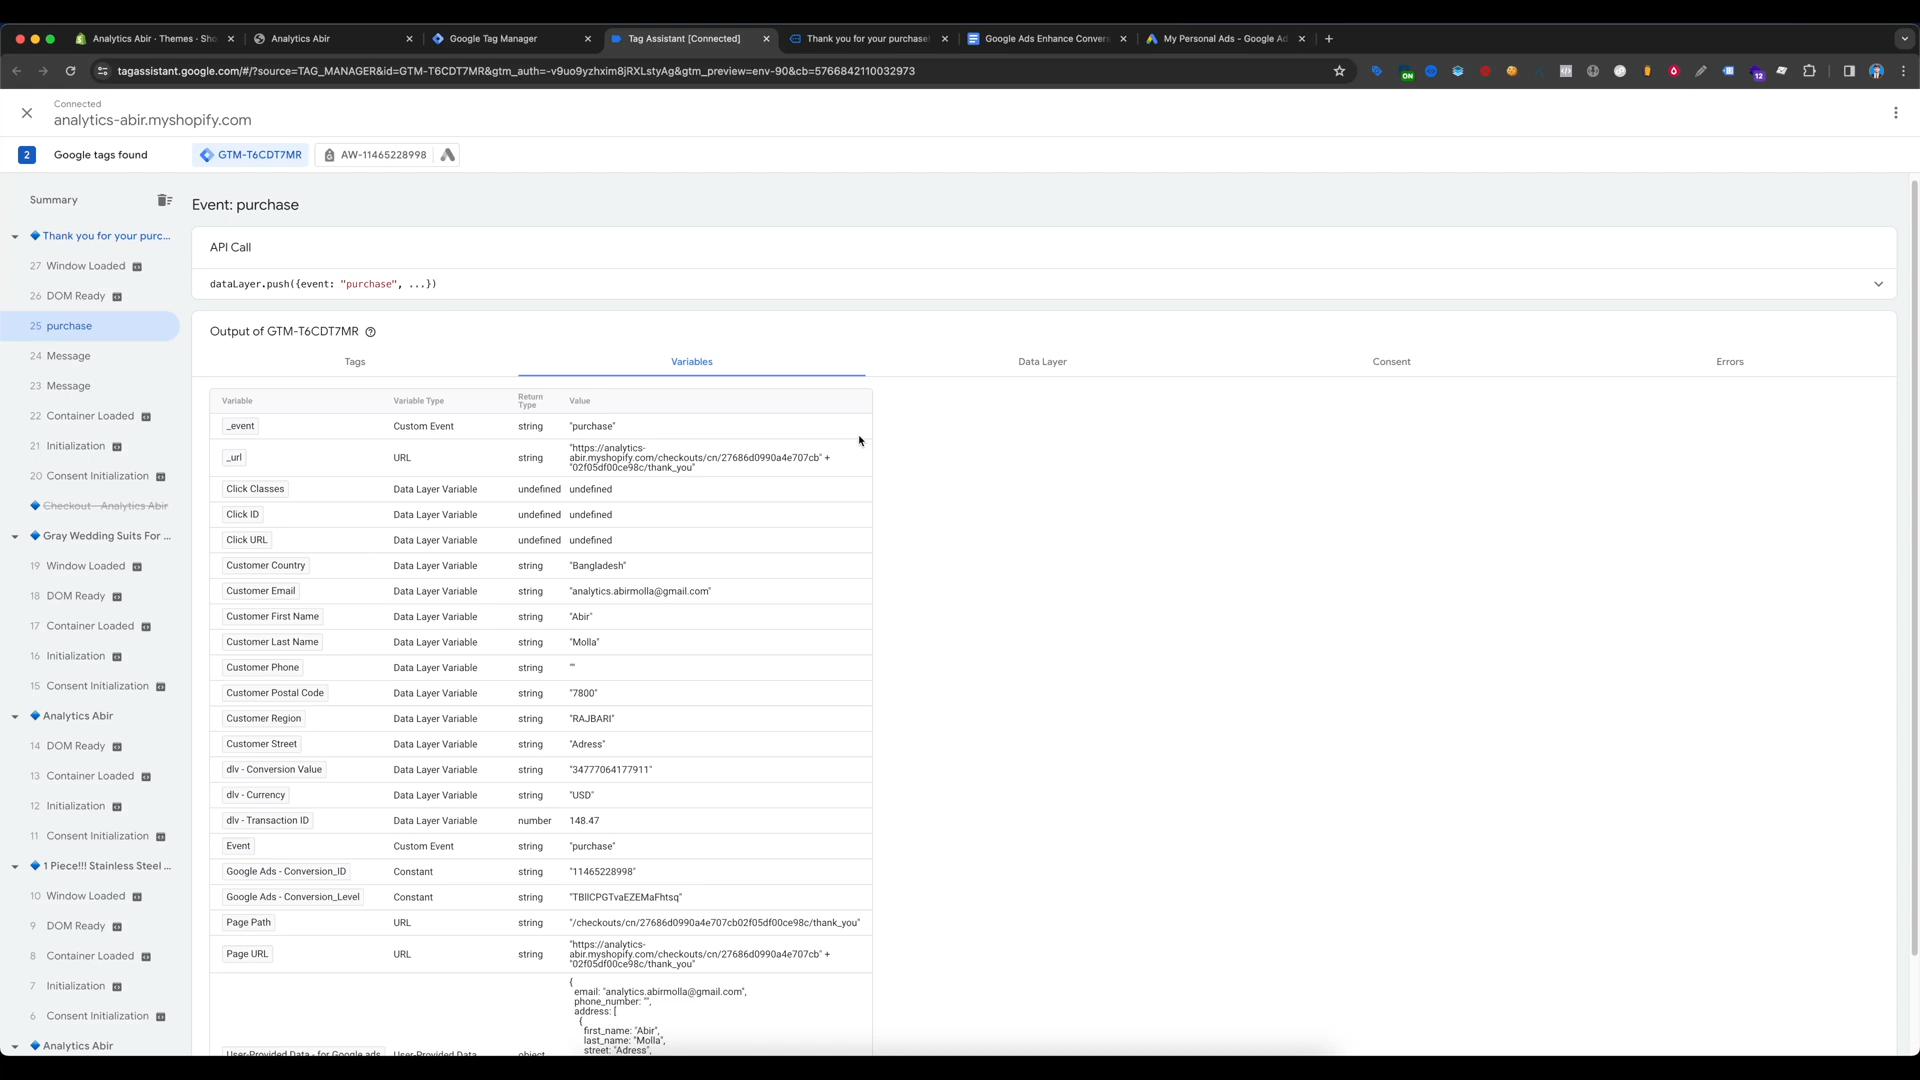 Analytics Abir · Themes · Sho
Analytics Abir
Google Tag Manager
Tag Assistant [Connected]
Thank you for your purchase!
Google Ads Enhance Convers
My Personal Ads - Google Ad
tagassistant.google.com/#/?source=TAG_MANAGER&id=GTM-T6CDT7MR&gtm_auth=-v9uo9yzhxim8jRXLstyAg&gtm_preview=env-90&cb=5766842110032973
ON
12
Connected
analytics-abir.myshopify.com
2 Google tags found GTM-T6CDT7MR AW-11465228998
Summary
Thank you for your purc...
27 Window Loaded
26 DOM Ready
25 purchase
24 Message
23 Message
22 Container Loaded
21 Initialization
20 Consent Initialization
Checkout - Analytics Abir
Gray Wedding Suits For ...
19 Window Loaded
18 DOM Ready
17 Container Loaded
16 Initialization
15 Consent Initialization
Analytics Abir
14 DOM Ready
13 Container Loaded
12 Initialization
11 Consent Initialization
1 Piece!!! Stainless Steel ...
10 Window Loaded
9 DOM Ready
8 Container Loaded
7 Initialization
6 Consent Initialization
Analytics Abir
Event: purchase
API Call
dataLayer.push({event: "purchase", ...})
Output of GTM-T6CDT7MR
Tags Variables Data Layer Consent Errors
Variable Variable Type Return Type Value
_event Custom Event string "purchase"
_url URL string "https://analytics-
abir.myshopify.com/checkouts/cn/27686d0990a4e707cb" +
"02f05df00ce98c/thank_you"
Click Classes Data Layer Variable undefined undefined
Click ID Data Layer Variable undefined undefined
Click URL Data Layer Variable undefined undefined
Customer Country Data Layer Variable string "Bangladesh"
Customer Email Data Layer Variable string "analytics.abirmolla@gmail.com"
Customer First Name Data Layer Variable string "Abir"
Customer Last Name Data Layer Variable string "Molla"
Customer Phone Data Layer Variable string ""
Customer Postal Code Data Layer Variable string "7800"
Customer Region Data Layer Variable string "RAJBARI"
Customer Street Data Layer Variable string "Adress"
dlv - Conversion Value Data Layer Variable string "34777064177911"
dlv - Currency Data Layer Variable string "USD"
dlv - Transaction ID Data Layer Variable number 148.47
Event Custom Event string "purchase"
Google Ads - Conversion_ID Constant string "11465228998"
Google Ads - Conversion_Level Constant string "TBIlCPGTvaEZEMaFhtsq"
Page Path URL string "/checkouts/cn/27686d0990a4e707cb02f05df00ce98c/thank_you"
Page URL URL string "https://analytics-
abir.myshopify.com/checkouts/cn/27686d0990a4e707cb" +
"02f05df00ce98c/thank_you"
{
email: "analytics.abirmolla@gmail.com",
phone_number: "",
address: [
{
first_name: "Abir",
last_name: "Molla",
street: "Adress",
User-Provided Data - for Google ads User-Provided Data object